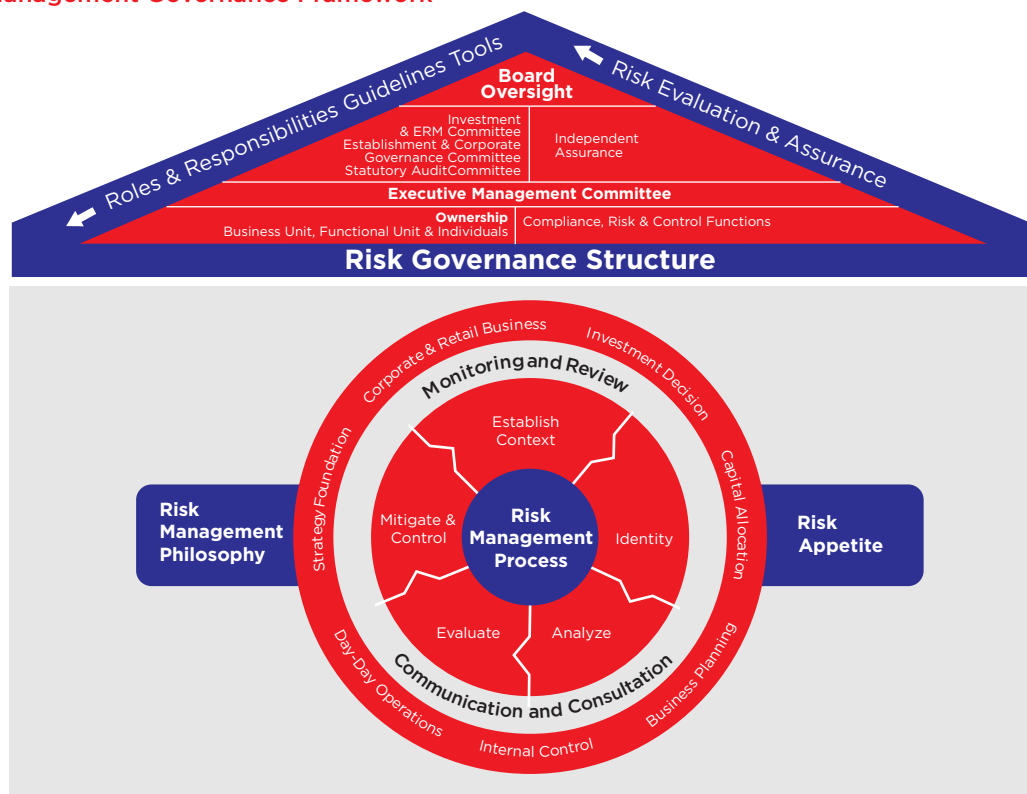 Management Governance Framework
Roles & Responsibilities Guidelines Tools
Risk Evaluation & Assurance
Board
Oversight
Investment
& ERM Committee
Establishment & Corporate
Governance Committee
Statutory AuditCommittee
Independent
Assurance
Executive Management Committee
Ownership
Business Unit, Functional Unit & Individuals
Compliance, Risk & Control Functions
Risk Governance Structure
Corporate & Retail Business
Investment Decision
Capital Allocation
Business Planning
Internal Control
Day-Day Operations
Strategy Foundation
Monitoring and Review
Communication and Consultation
Establish
Context
Identity
Analyze
Evaluate
Mitigate &
Control
Risk
Management
Process
Risk
Management
Philosophy
Risk
Appetite